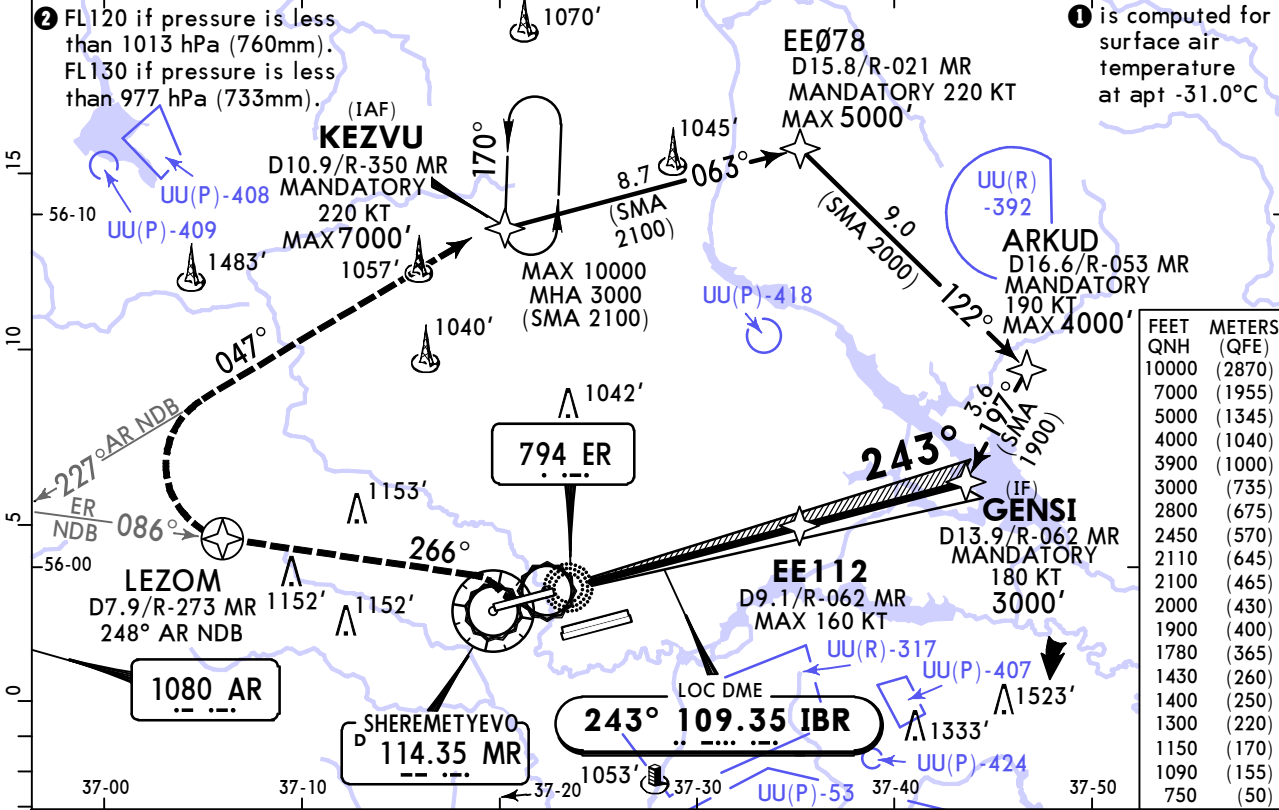 ❷ FL120 if pressure is less
than 1013 hPa (760mm).
FL130 if pressure is less
than 977 hPa (733mm).
❶ is computed for
surface air
temperature
at apt -31.0°C
1070'
EEØ78
D15.8/R-021 MR
MANDATORY 220 KT
MAX 5000'
(IAF)
KEZVU
D10.9/R-350 MR
MANDATORY
220 KT
MAX 7000'
170°
1045'
8.7
063°
(SMA
2100)
UU(P)-408
UU(P)-409
15
56-10
1483'
1057'
MAX 10000
MHA 3000
(SMA 2100)
9.0
(SMA 2000)
122°
UU(R)
-392
ARKUD
D16.6/R-053 MR
MANDATORY
190 KT
MAX 4000'
UU(P)-418
10
047°
1040'
1042'
3.6
197°
(SMA
1900)
227° AR NDB
ER
NDB
086°
794 ER
243°
1153'
5
56-00
266°
(IF)
GENSI
D13.9/R-062 MR
MANDATORY
180 KT
3000'
LEZOM
D7.9/R-273 MR
248° AR NDB
1152'
1152'
EE112
D9.1/R-062 MR
MAX 160 KT
1080 AR
0
SHEREMETYEVO
D 114.35 MR
LOC DME
243° 109.35 IBR
UU(R)-317
UU(P)-407
1523'
1333'
UU(P)-424
1053'
UU(P)-53
37-00
37-10
37-20
37-30
37-40
37-50
FEET METERS
QNH (QFE)
10000 (2870)
7000 (1955)
5000 (1345)
4000 (1040)
3900 (1000)
3000 (735)
2800 (675)
2450 (570)
2110 (645)
2100 (465)
2000 (430)
1900 (400)
1780 (365)
1430 (260)
1400 (250)
1300 (220)
1150 (170)
1090 (155)
750 (50)